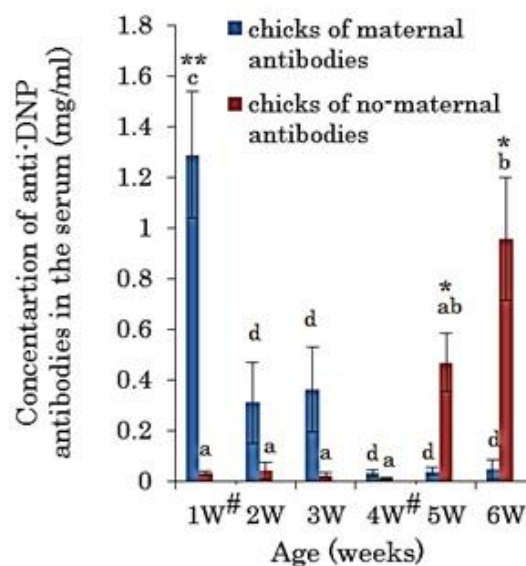 Concentartion of anti·DNP
antibodies in the serum (mg/ml)
1.8
1.6
1.4
1.2
1
0.8
0.6
0.4
0.2
0
chicks of maternal
antibodies
chicks of no·maternal
antibodies
**
c
a
d
a
d
a
d
a
*
ab
d
*
b
d
1W# 2W 3W 4W# 5W 6W
Age (weeks)